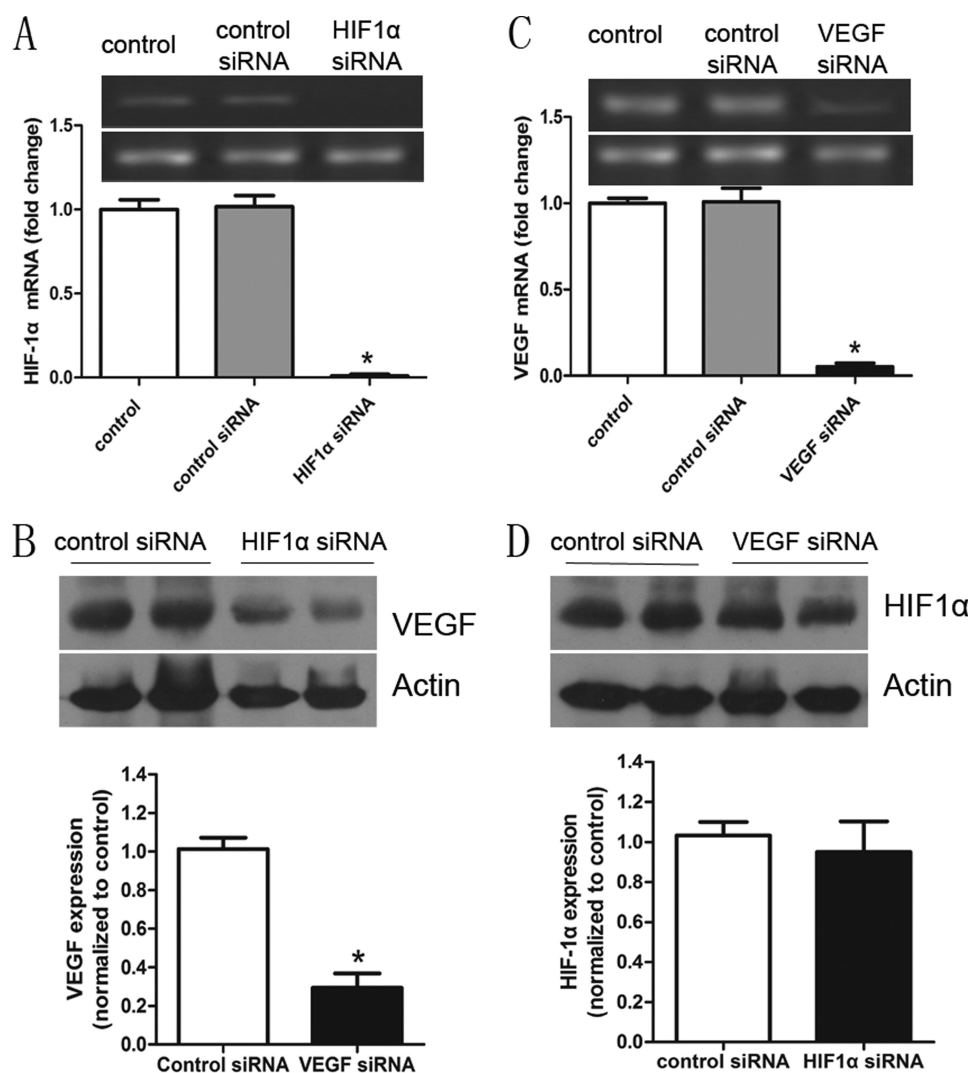 A
control
control
siRNA
HIF1α
siRNA
HIF-1α mRNA (fold change)
1.5
1.0
0.5
0.0
*
control
control siRNA
HIF1α siRNA
C
control
control
siRNA
VEGF
siRNA
VEGF mRNA (fold change)
1.5
1.0
0.5
0.0
*
control
control siRNA
VEGF siRNA
B
control siRNA HIF1α siRNA
VEGF
Actin
VEGF expression
(normalized to control)
1.4
1.2
1.0
0.8
0.6
0.4
0.2
0.0
*
Control siRNA VEGF siRNA
D
control siRNA VEGF siRNA
HIF1α
Actin
HIF-1α expression
(normalized to control)
1.4
1.2
1.0
0.8
0.6
0.4
0.2
0.0
control siRNA HIF1α siRNA